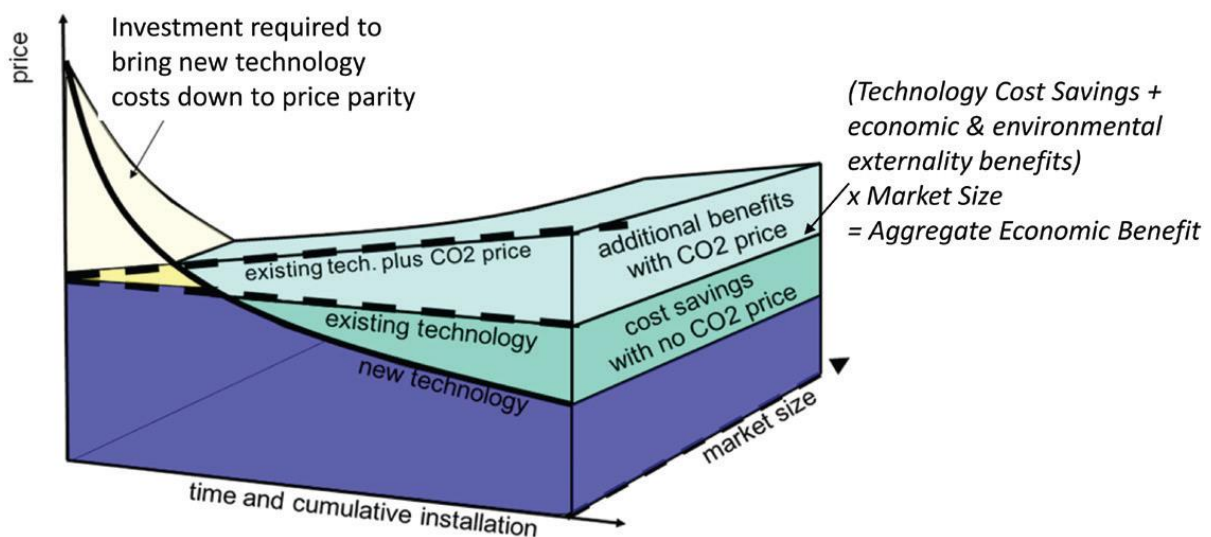 price
Investment required to
bring new technology
costs down to price parity
(Technology Cost Savings +
economic & environmental
externality benefits)
x Market Size
= Aggregate Economic Benefit
additional benefits
with CO2 price
existing tech. plus CO2 price
cost savings
with no CO2 price
existing technology
new technology
market size
time and cumulative installation